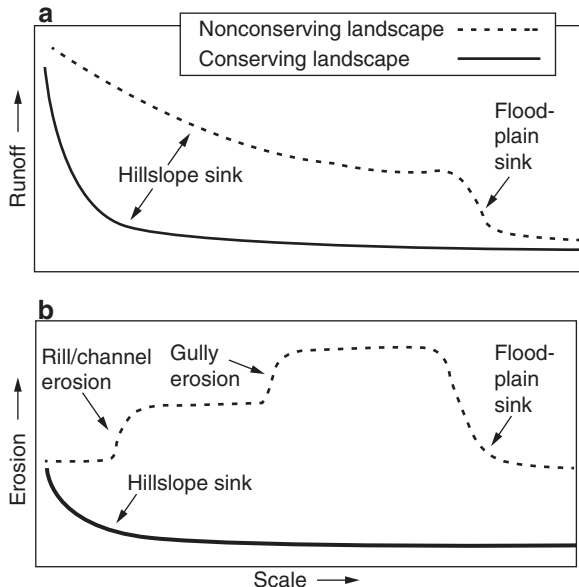 a
Nonconserving landscape
Conserving landscape
Runoff
Hillslope sink
Flood-
plain
sink
b
Rill/channel
erosion
Gully
erosion
Flood-
plain
sink
Erosion
Hillslope sink
Scale